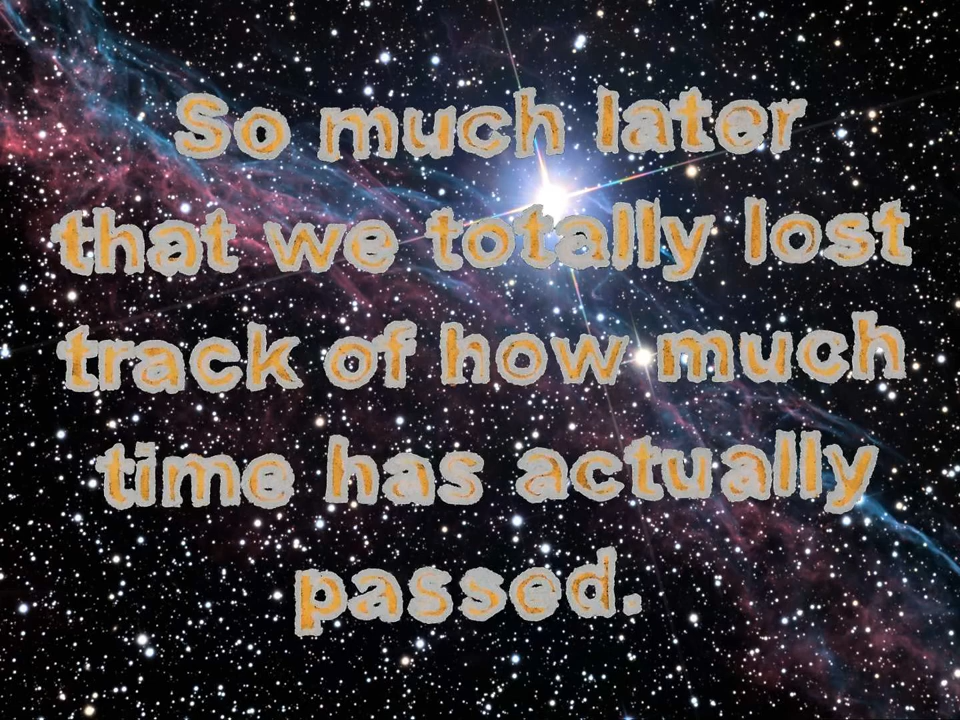 So much later
that we totally lost
track of how much
time has actually
passed.